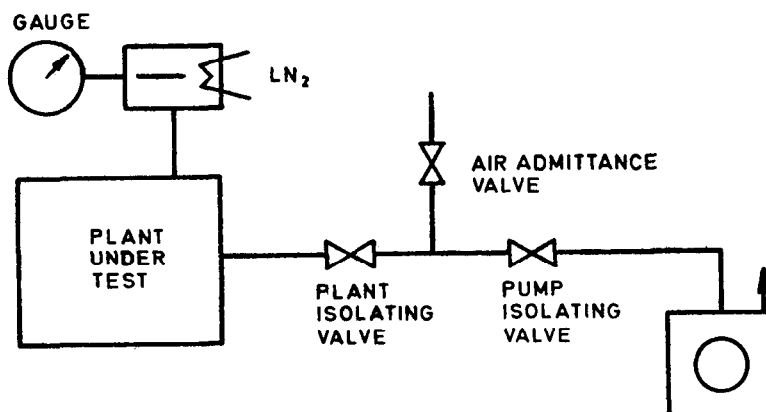 GAUGE
LN₂
AIR ADMITTANCE
VALVE
PLANT
UNDER
TEST
PLANT
ISOLATING
VALVE
PUMP
ISOLATING
VALVE